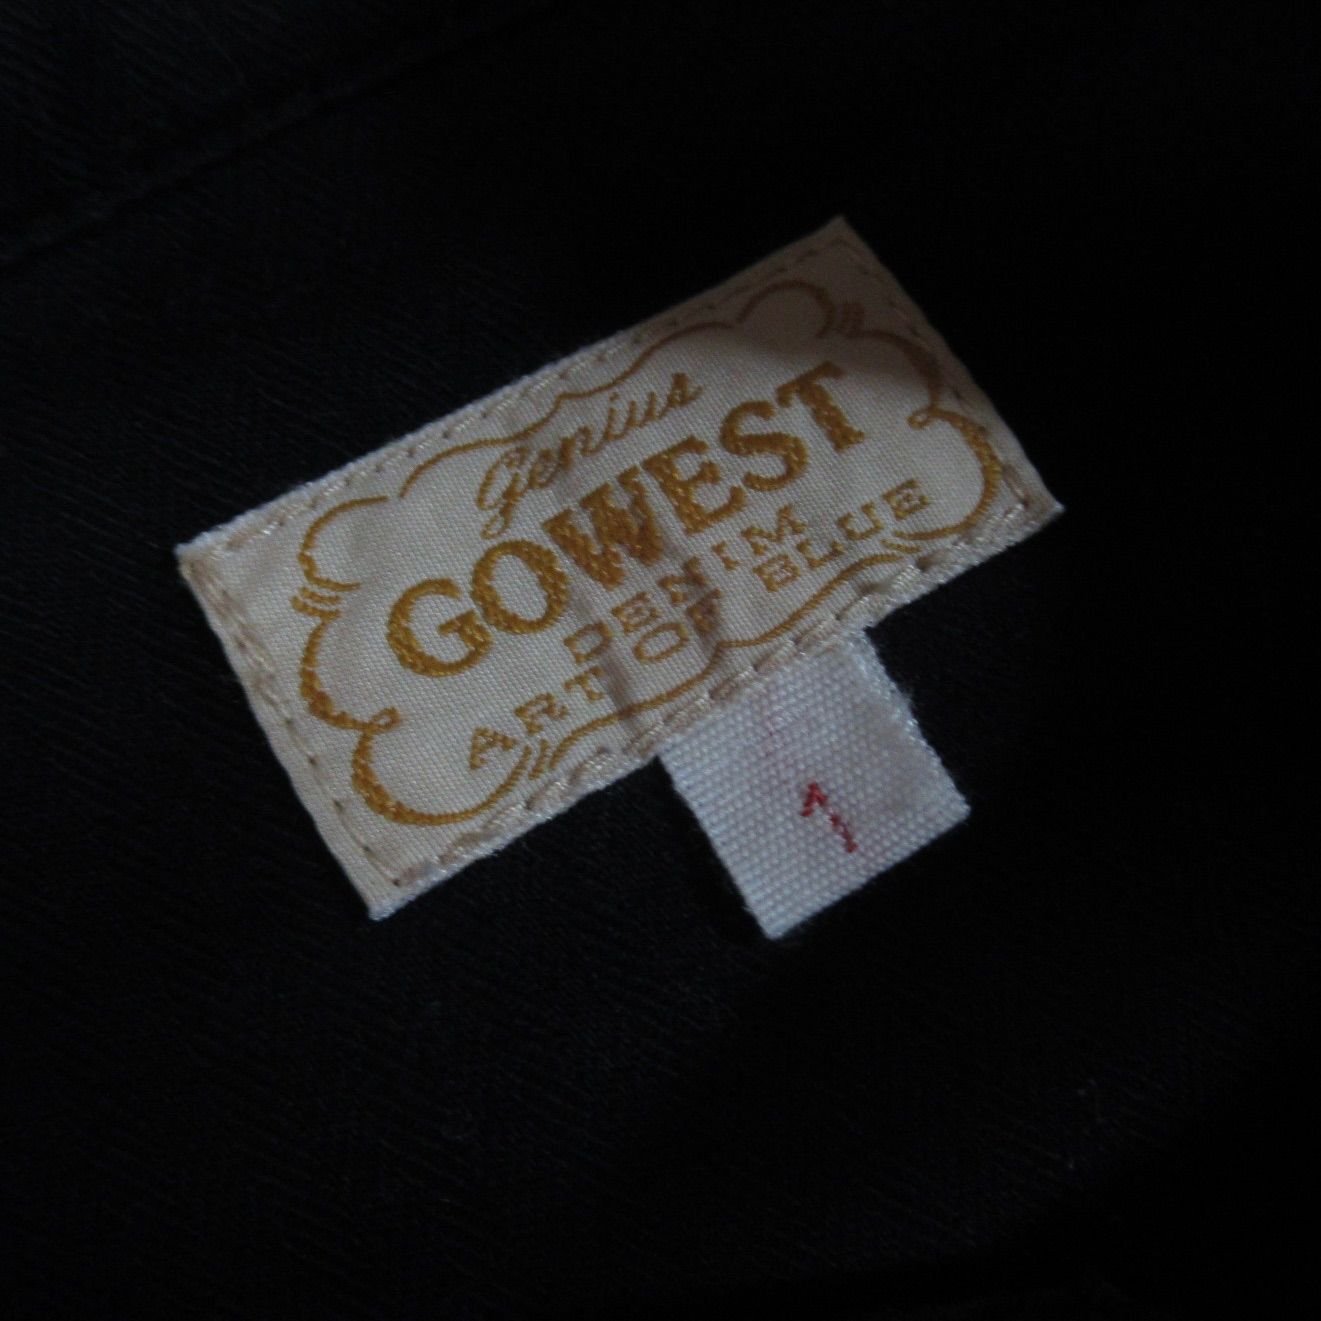 Genius
GOWEST
DENIM
ART OF BLUE
1